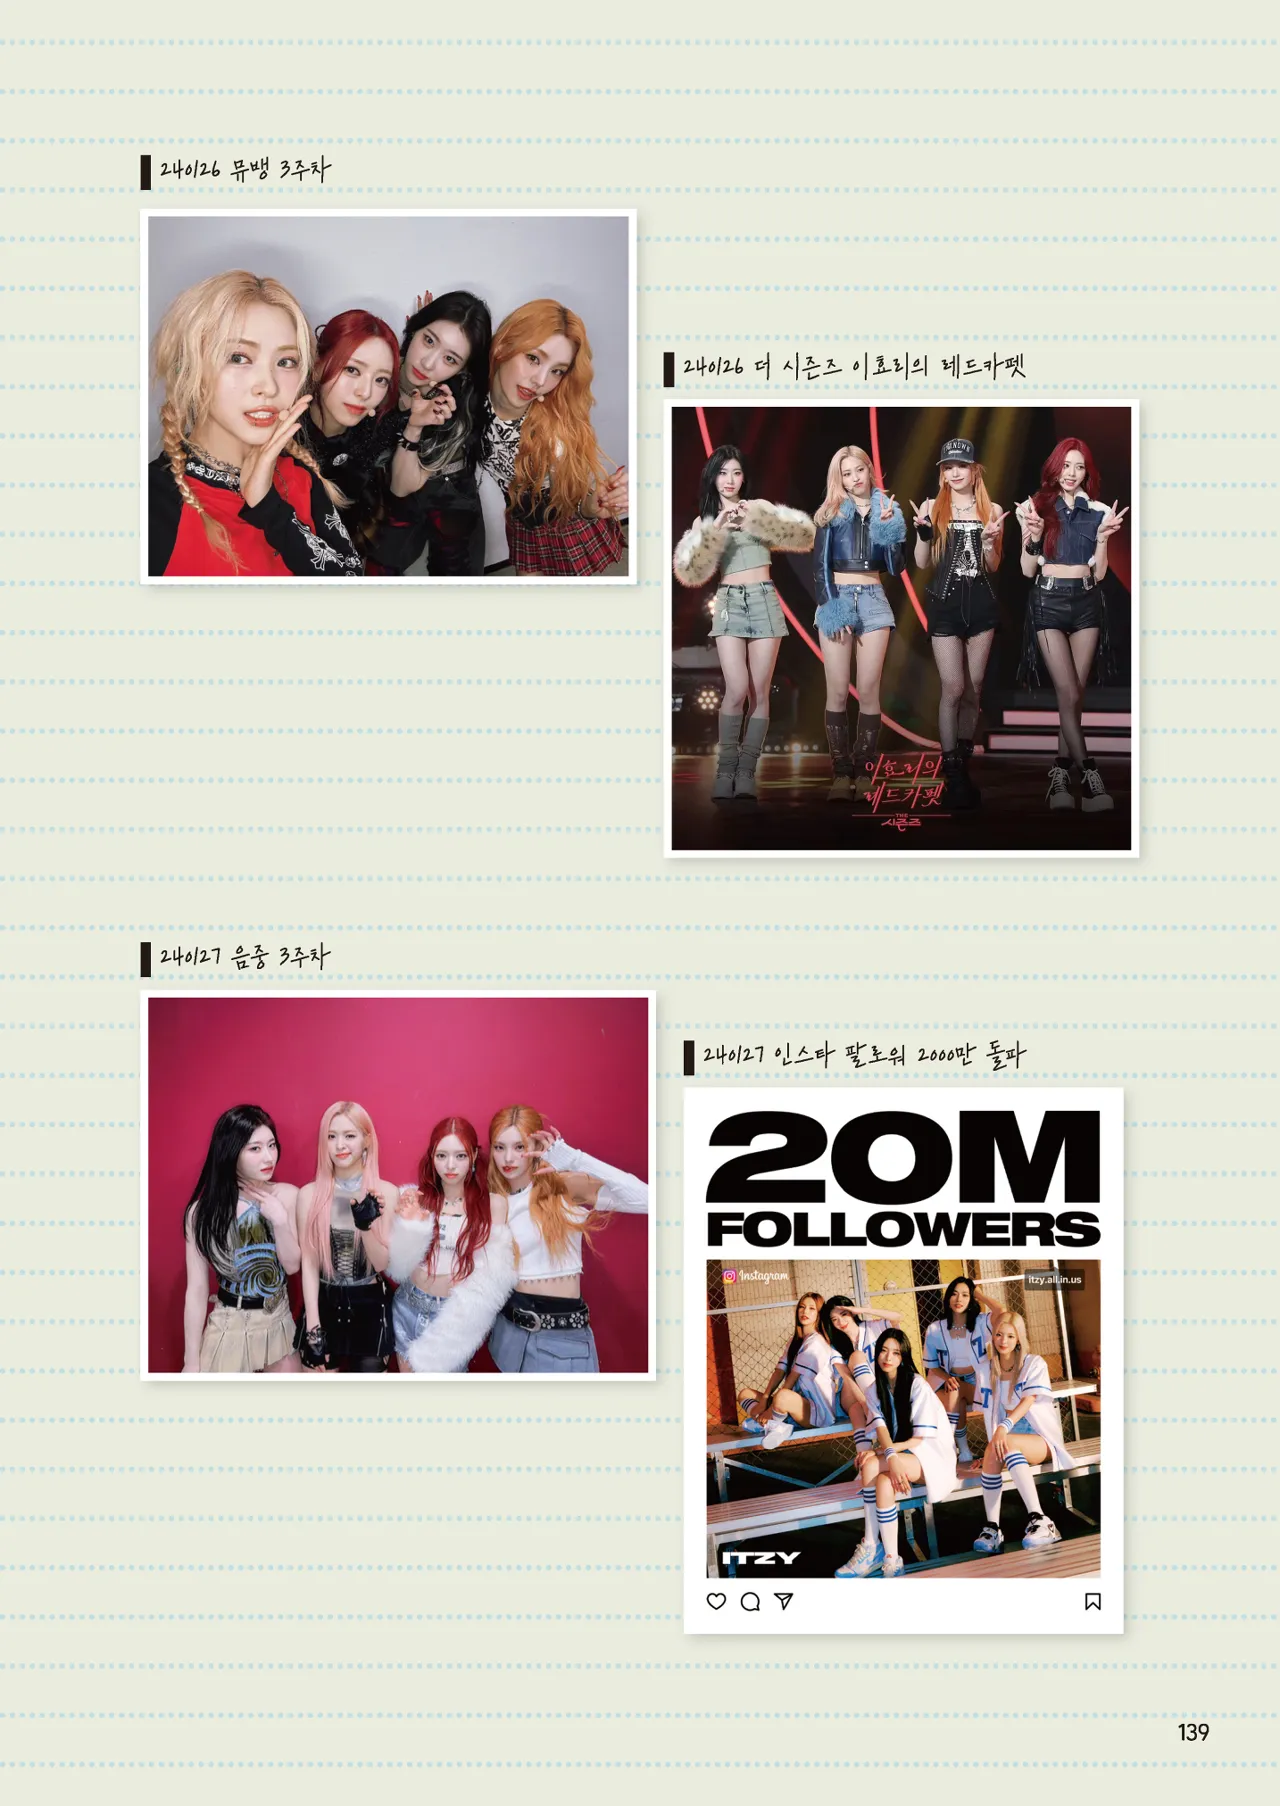 240126 뮤뱅 3주차
240126 더 시즌즈 이효리의 레드카펫
이효리의
레드카펫
THE
시즌즈
240127 음중 3주차
240127 인스타 팔로워 2000만 돌파
20M
FOLLOWERS
Instagram
itzy.all.in.us
ITZY
139